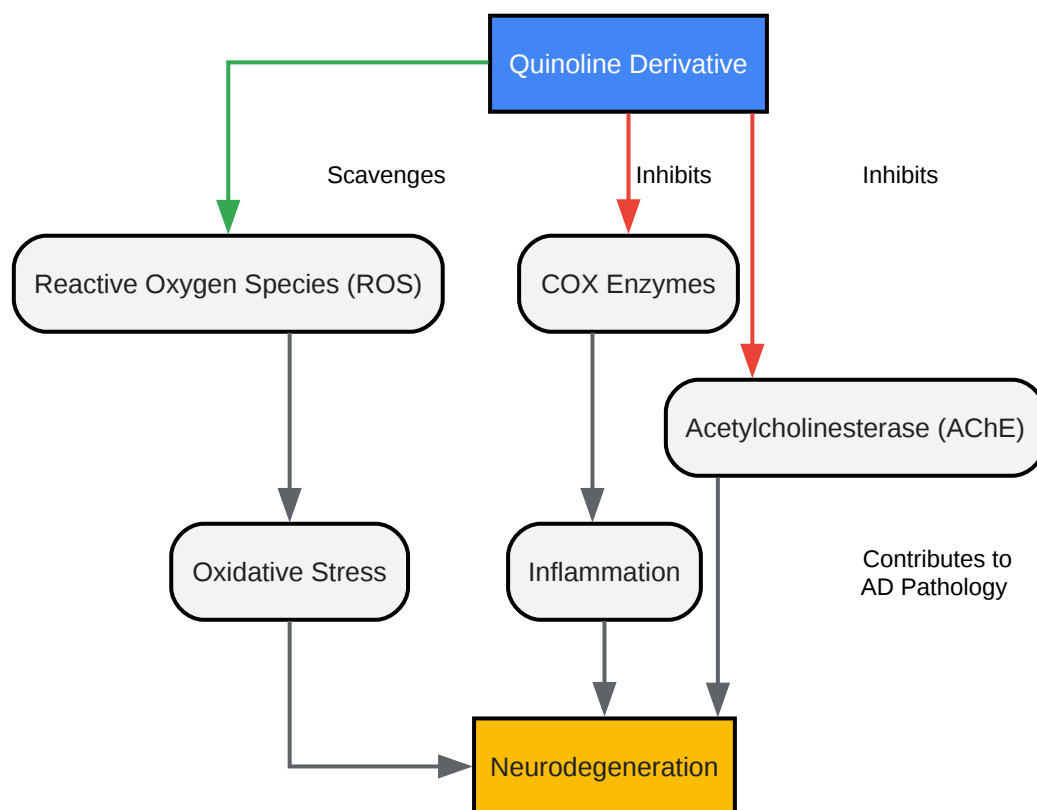 Quinoline Derivative
Scavenges
Inhibits
Inhibits
Reactive Oxygen Species (ROS)
COX Enzymes
Acetylcholinesterase (AChE)
Oxidative Stress
Inflammation
Contributes to
AD Pathology
Neurodegeneration